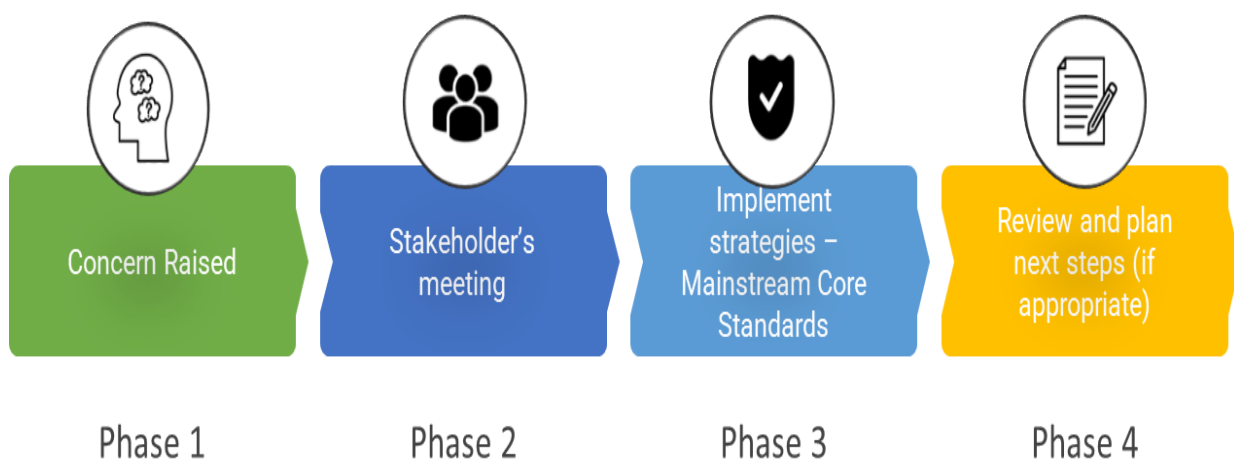 Concern Raised
Stakeholder’s
meeting
Implement
strategies –
Mainstream Core
Standards
Review and plan
next steps (if
appropriate)
Phase 1
Phase 2
Phase 3
Phase 4